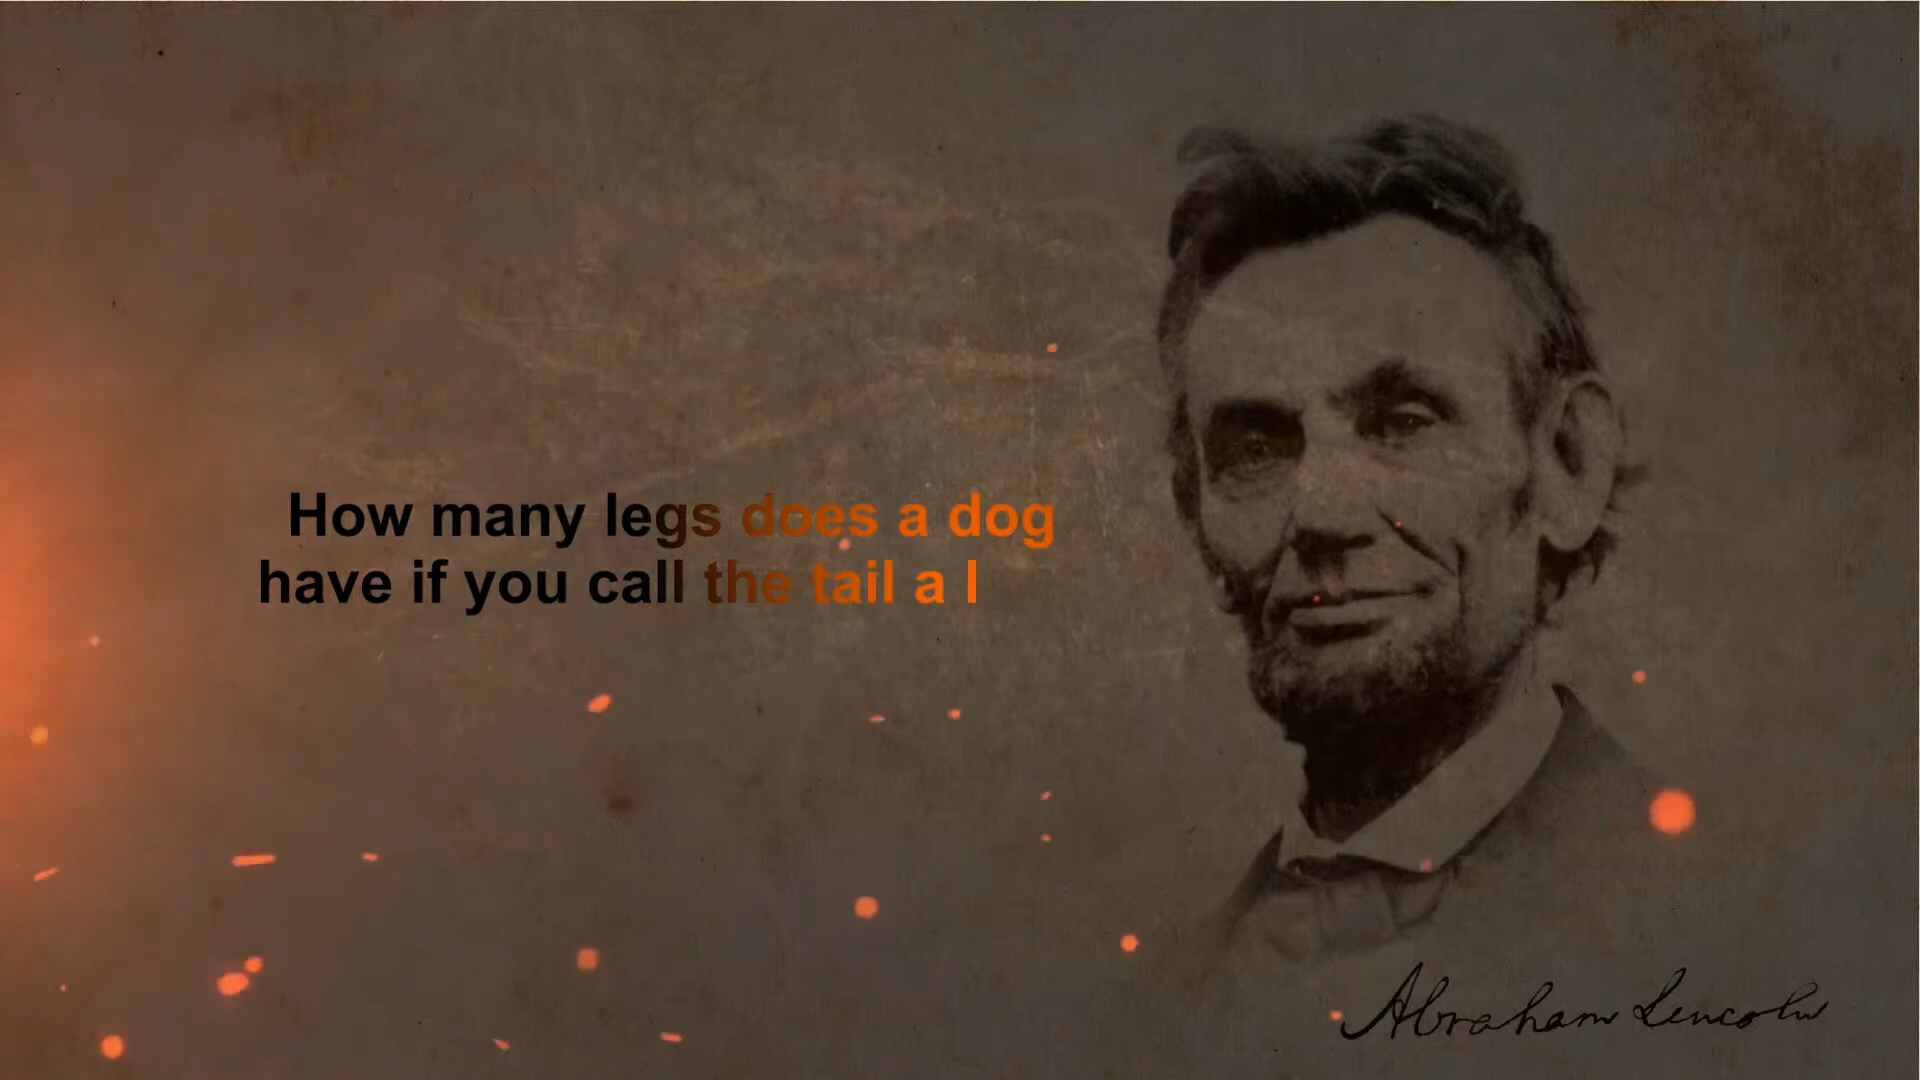 How many legs does a dog
have if you call the tail a l
Abraham Lincoln